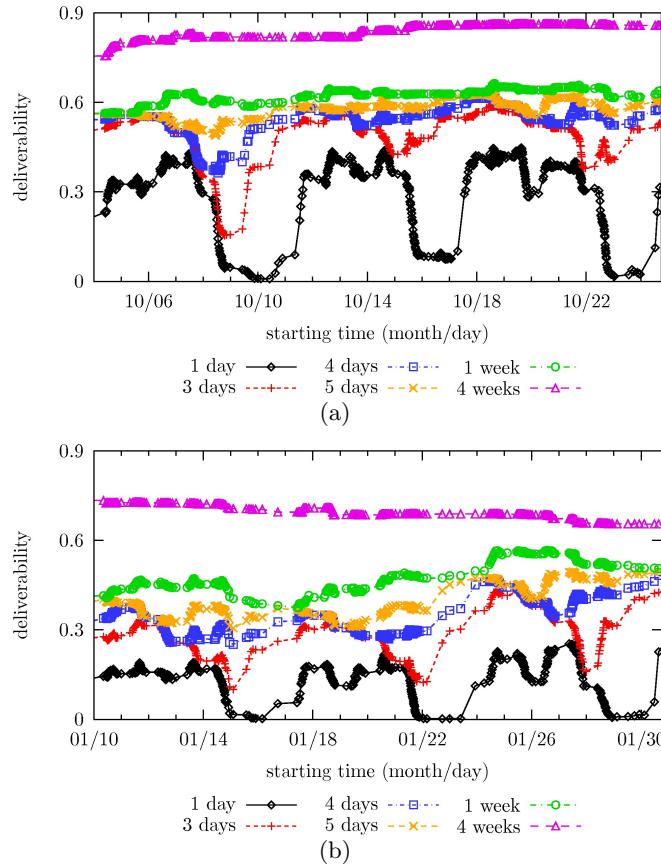 0.9
0.6
0.3
0
deliverability
10/06 10/10 10/14 10/18 10/22
starting time (month/day)
1 day 4 days 1 week
3 days 5 days 4 weeks
(a)
0.9
0.6
0.3
0
deliverability
01/10 01/14 01/18 01/22 01/26 01/30
starting time (month/day)
1 day 4 days 1 week
3 days 5 days 4 weeks
(b)